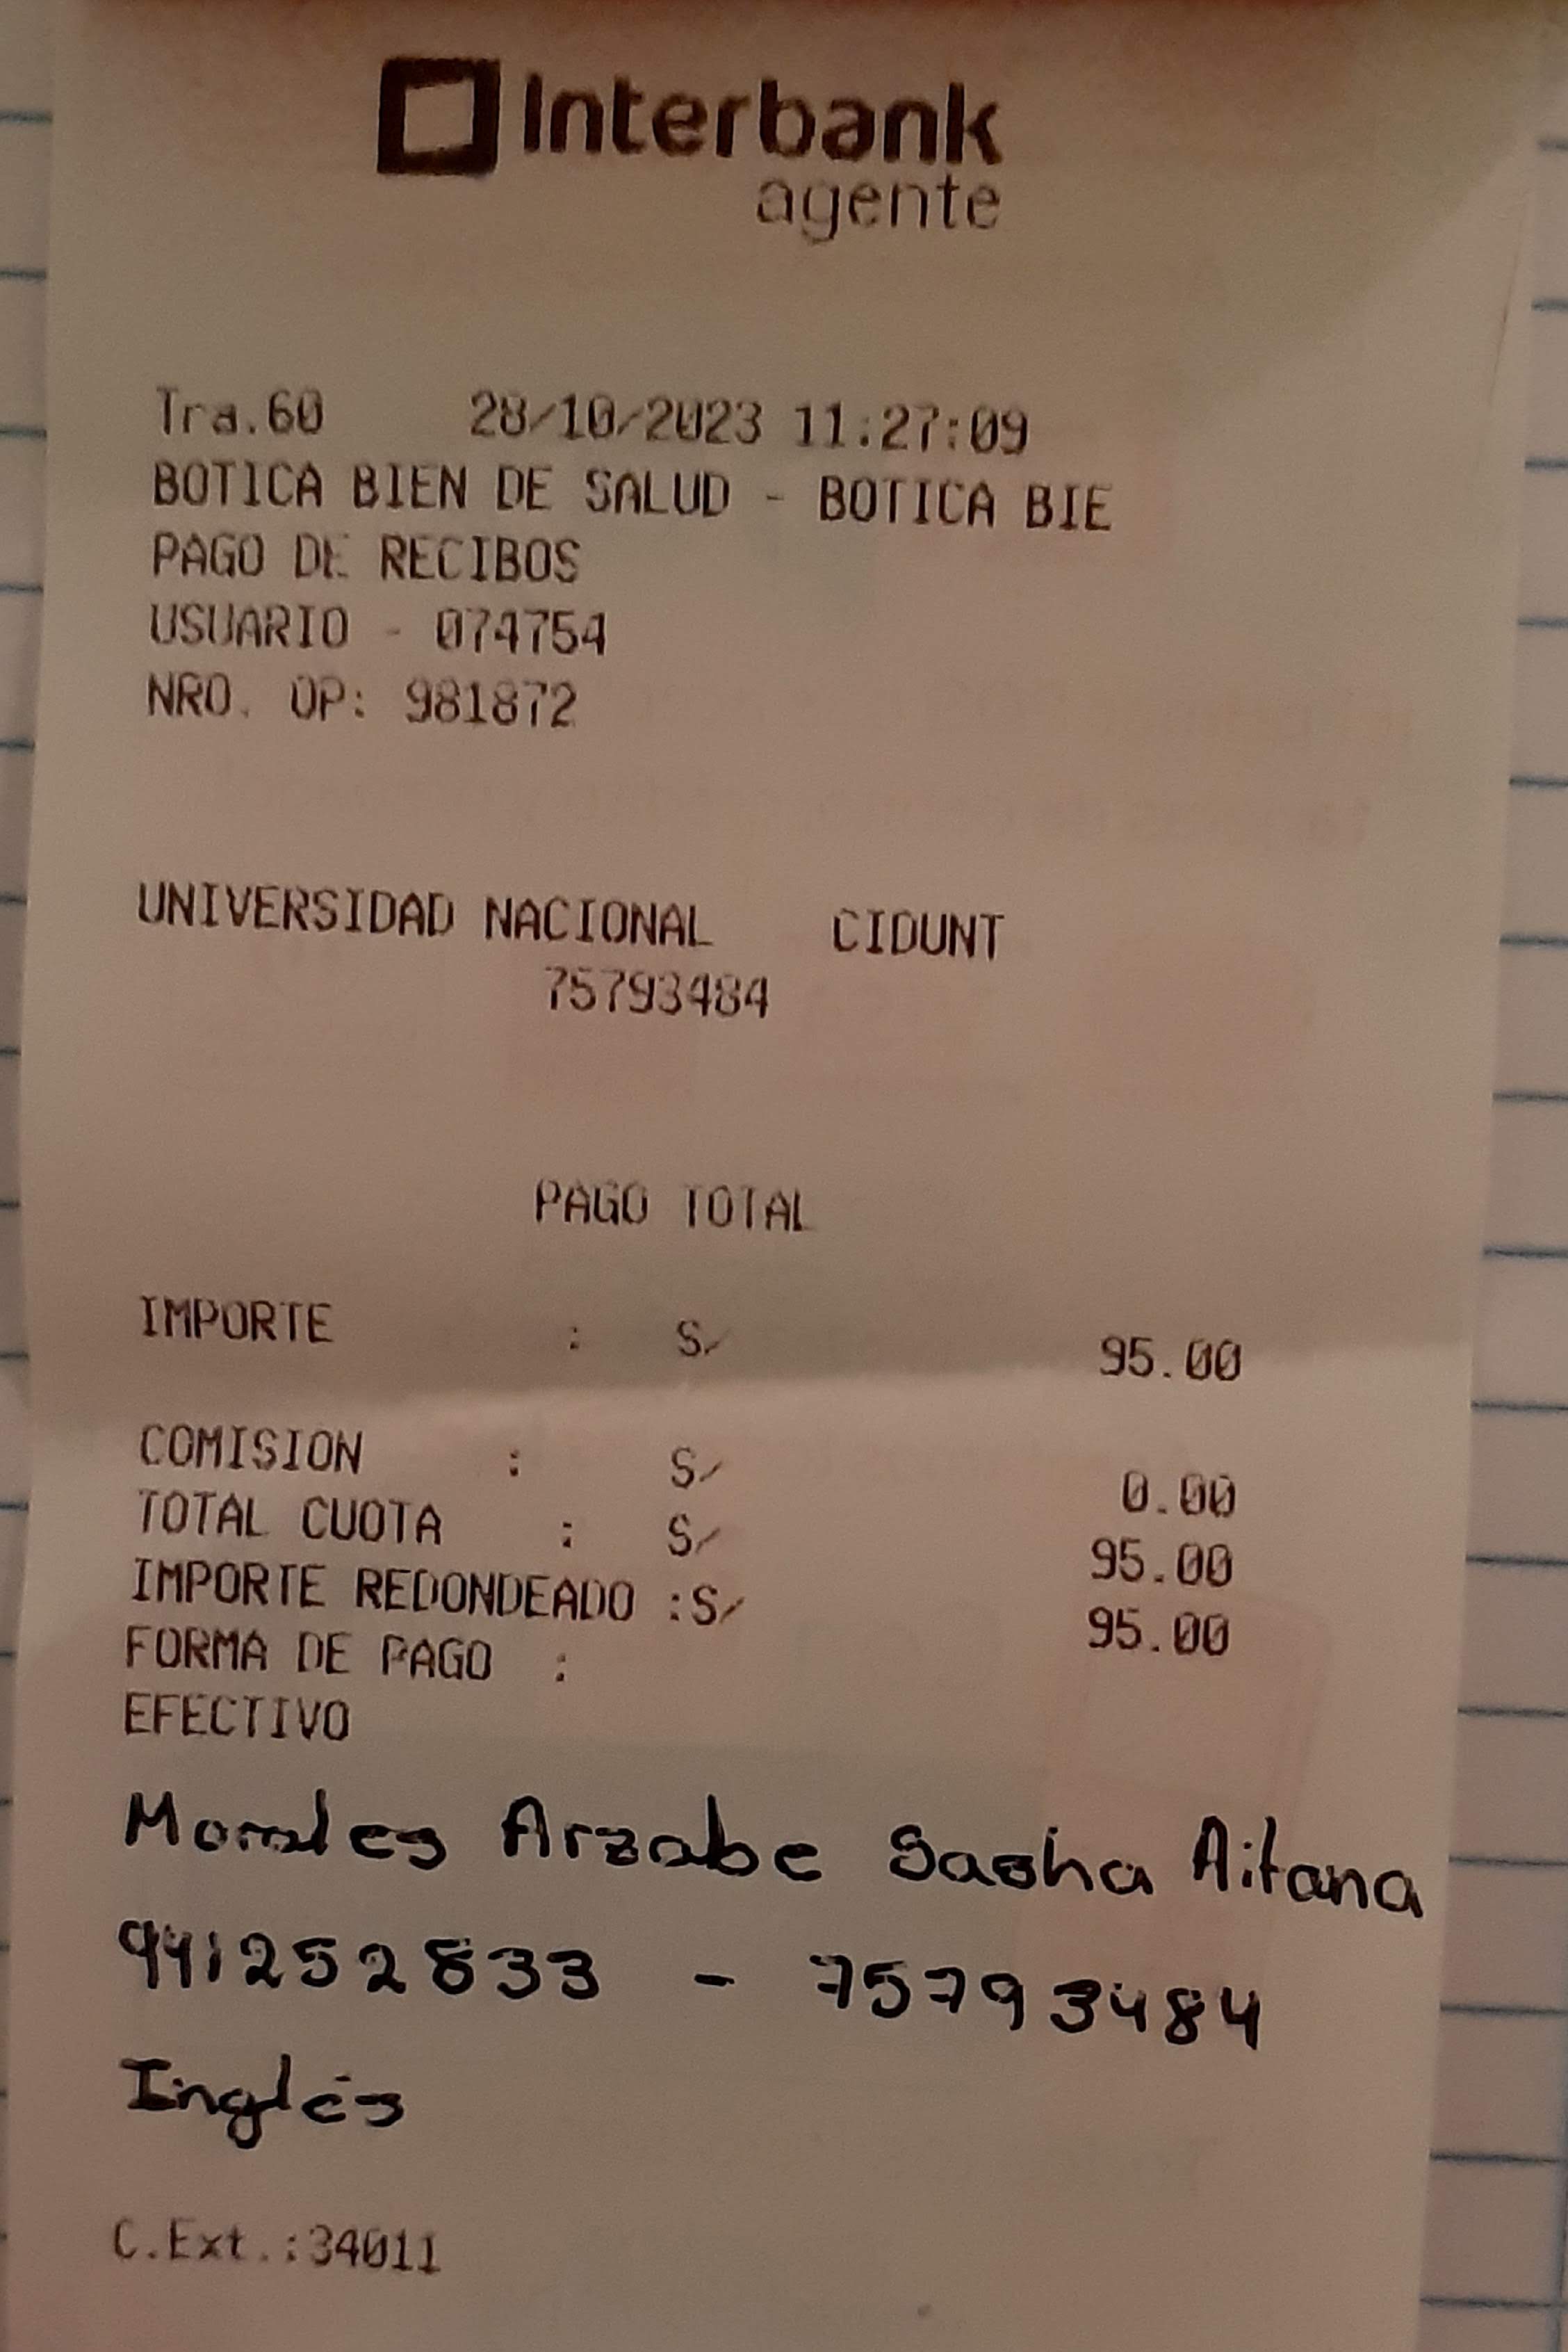 Interbank
agente
Tra.60 28/10/2023 11:27:09
BOTICA BIEN DE SALUD - BOTICA BIE
PAGO DE RECIBOS
USUARIO - 074754
NRO. OP: 981872
UNIVERSIDAD NACIONAL CIDUNT
75793484
PAGO TOTAL
IMPORTE : S/ 95.00
COMISION : S/ 0.00
TOTAL CUOTA : S/ 95.00
IMPORTE REDONDEADO :S/ 95.00
FORMA DE PAGO :
EFECTIVO
Morales Arzabe Sasha Aitana
941252833 - 75793484
Inglés
C.Ext.:34011